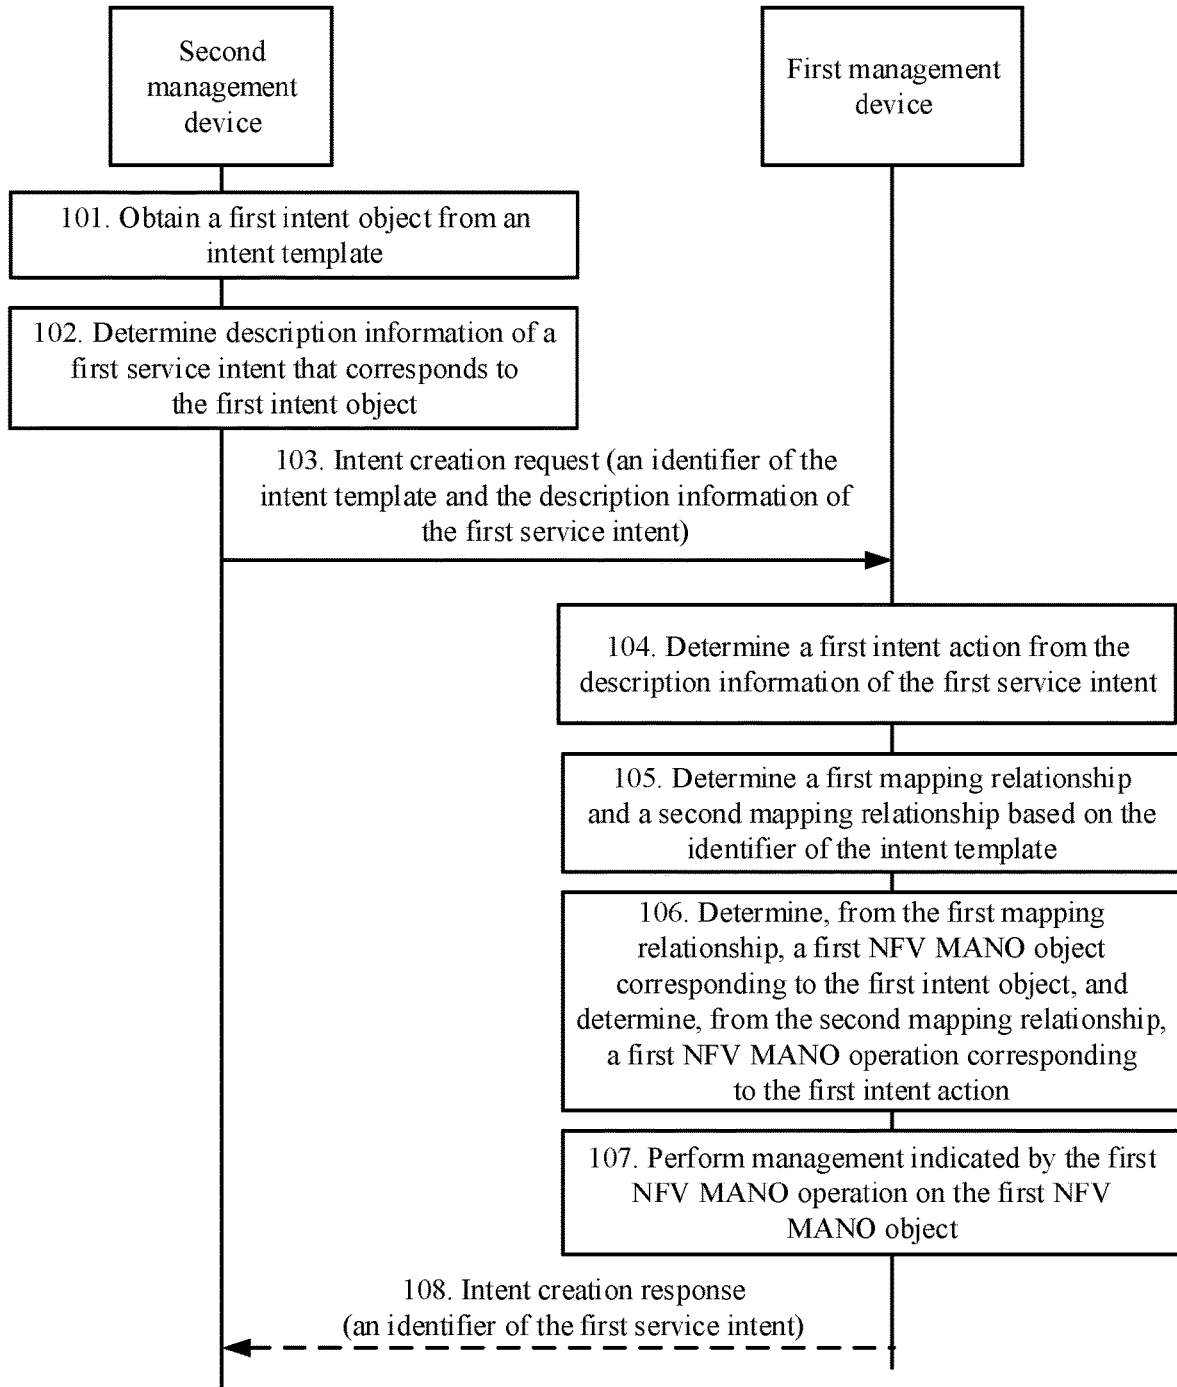 Second
management
device
First management
device
101. Obtain a first intent object from an
intent template
102. Determine description information of a
first service intent that corresponds to
the first intent object
103. Intent creation request (an identifier of the
intent template and the description information of
the first service intent)
104. Determine a first intent action from the
description information of the first service intent
105. Determine a first mapping relationship
and a second mapping relationship based on the
identifier of the intent template
106. Determine, from the first mapping
relationship, a first NFV MANO object
corresponding to the first intent object, and
determine, from the second mapping relationship,
a first NFV MANO operation corresponding
to the first intent action
107. Perform management indicated by the first
NFV MANO operation on the first NFV
MANO object
108. Intent creation response
(an identifier of the first service intent)